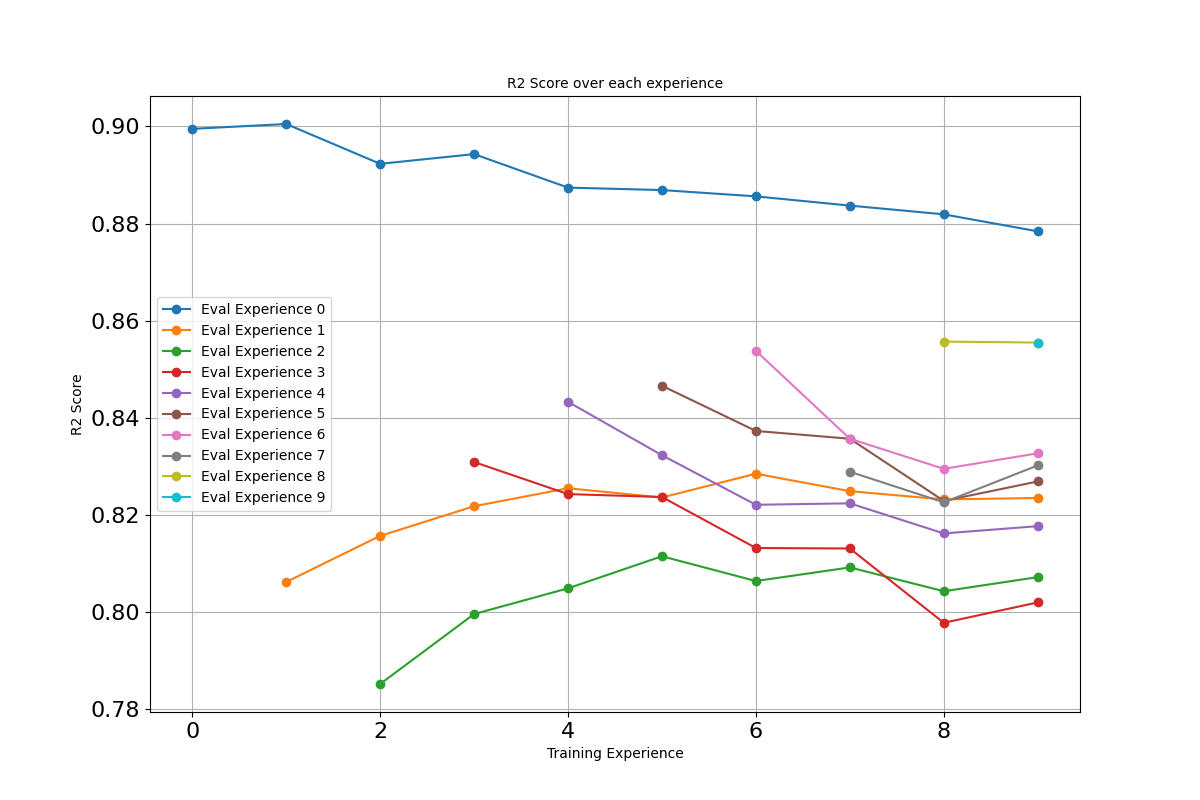 R2 Score over each experience
0.90
0.88
0.86
0.84
0.82
0.80
0.78
R2 Score
Eval Experience 0
Eval Experience 1
Eval Experience 2
Eval Experience 3
Eval Experience 4
Eval Experience 5
Eval Experience 6
Eval Experience 7
Eval Experience 8
Eval Experience 9
0 2 4 6 8
Training Experience